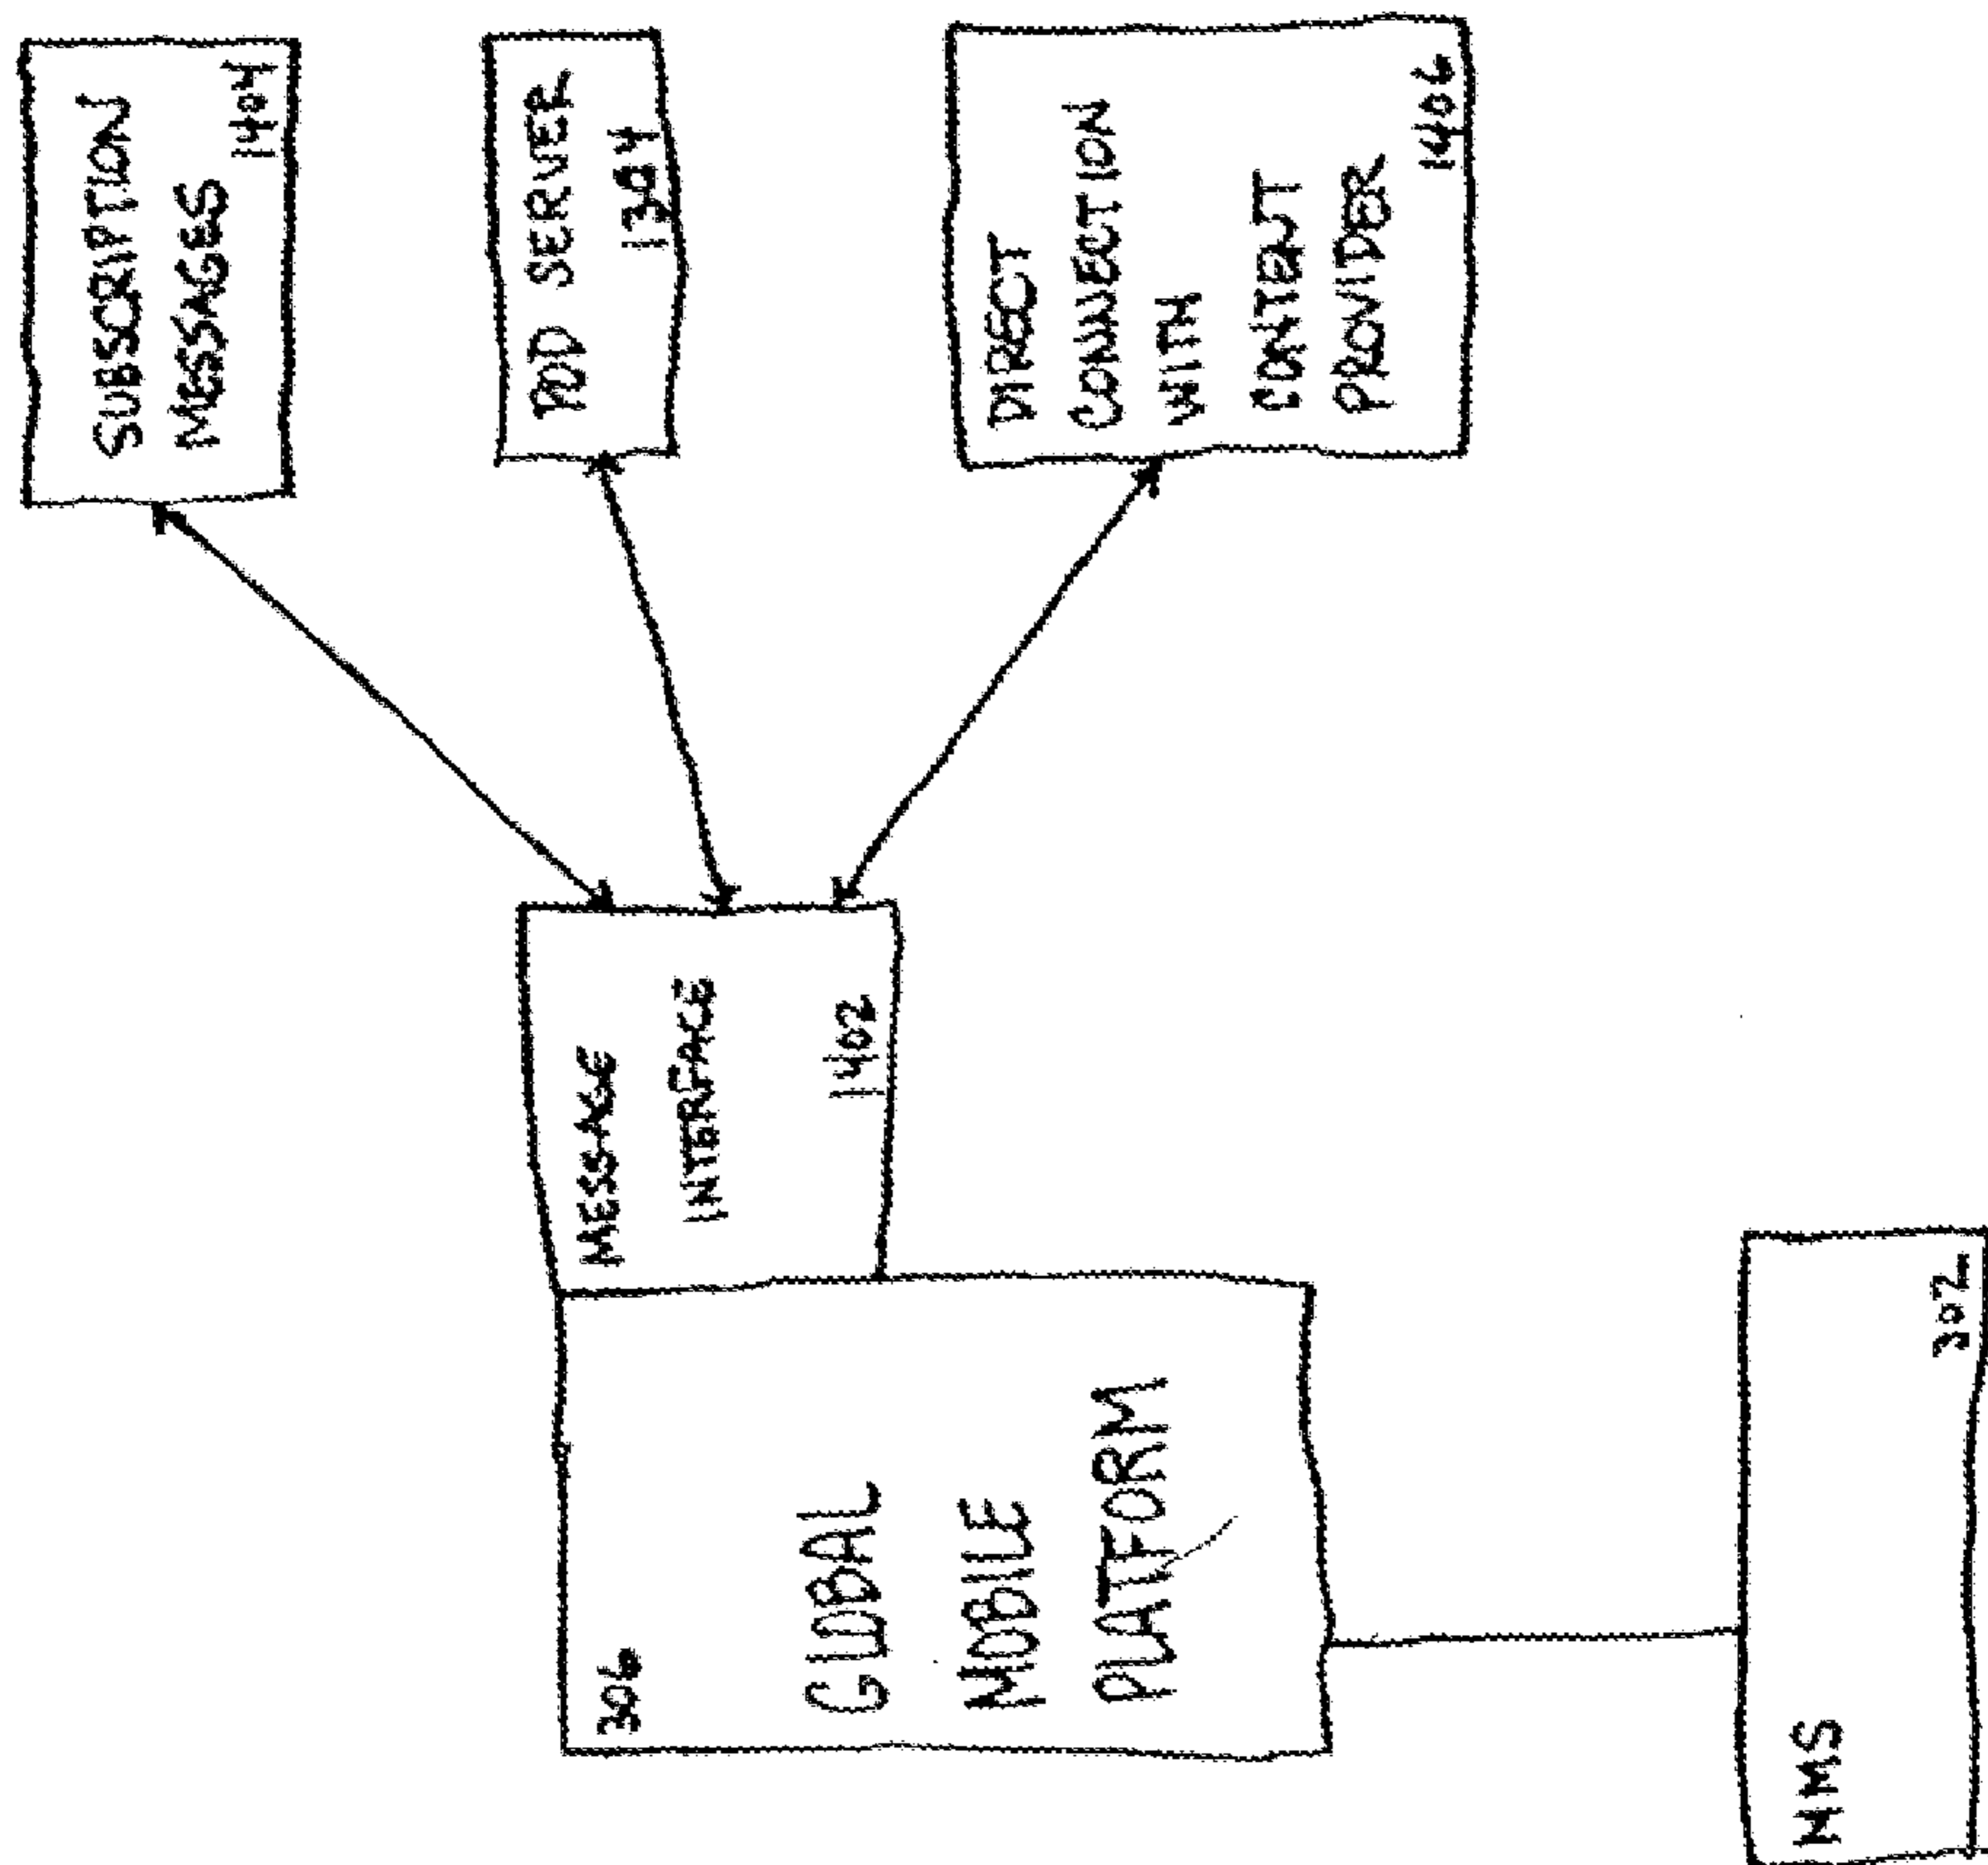 SUBSCRIPTION
MESSAGES
1404
POD SERVER
1304
DIRECT
CONNECTION
WITH
CONTENT
PROVIDER
1406
MESSAGE
INTERFACE
1402
306
GLOBAL
MOBILE
PLATFORM
NMS
302